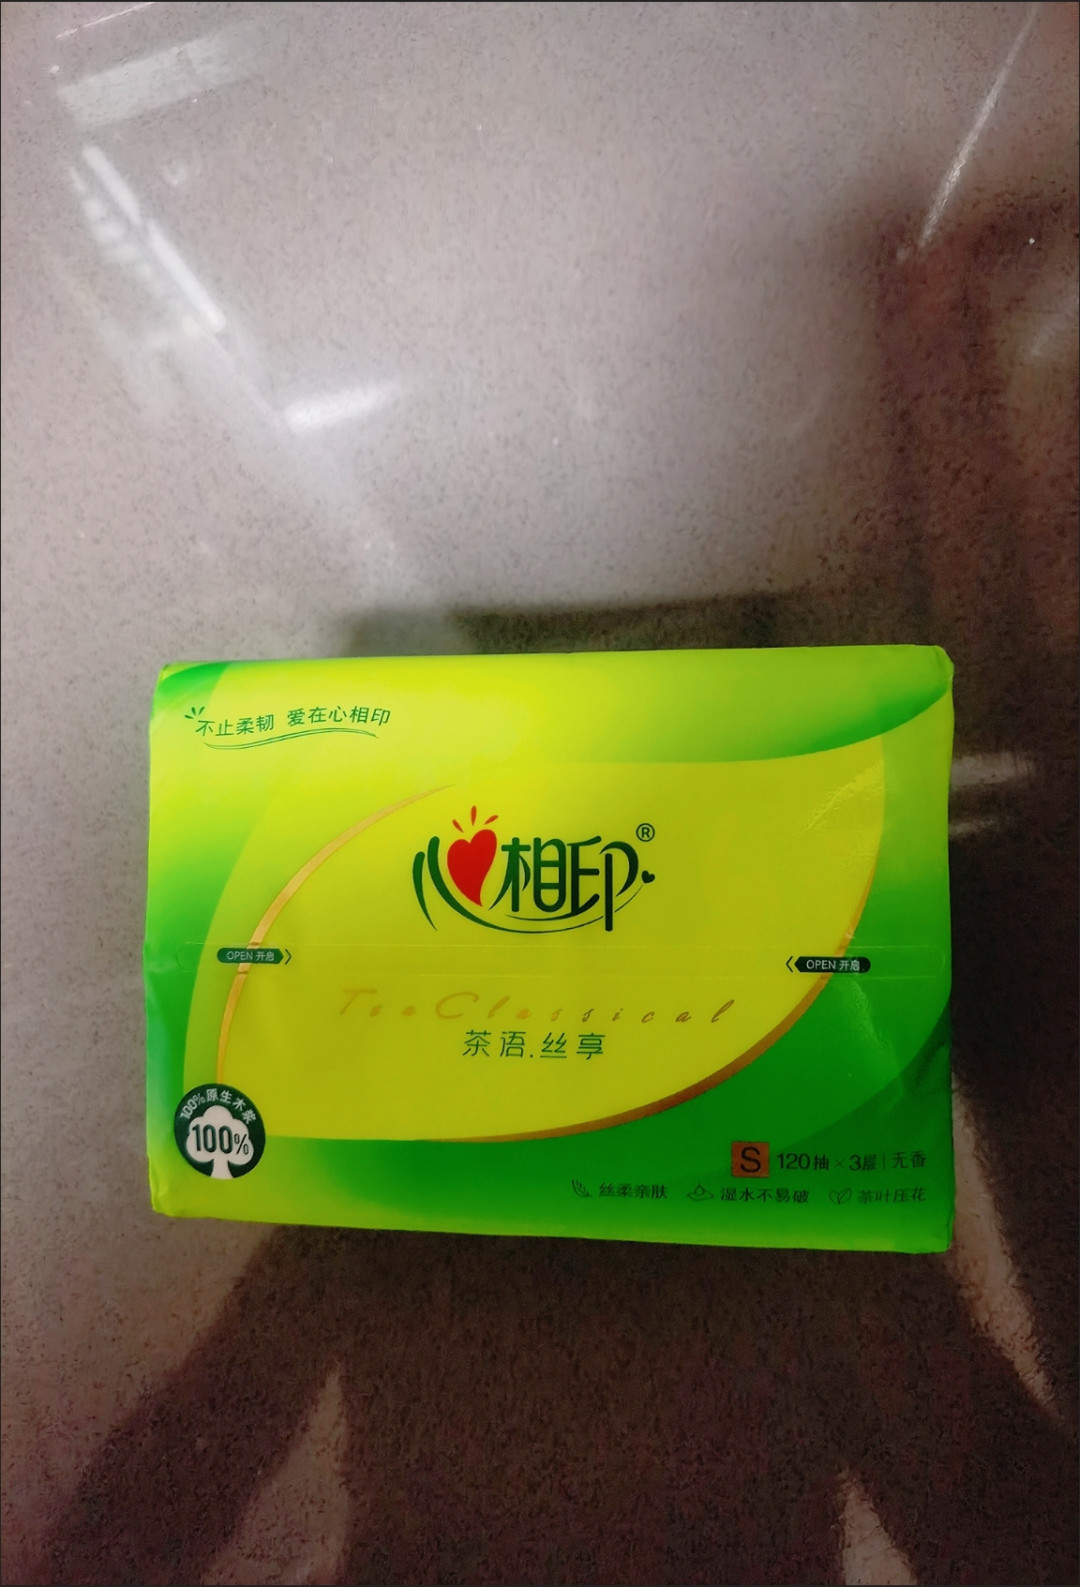 不止柔韧 爱在心相印
心相印®
OPEN 开启
OPEN 开启
Tea Classical
茶语.丝享
100%原生木浆
100%
S 120抽×3层|无香
丝柔亲肤 湿水不易破 茶叶压花